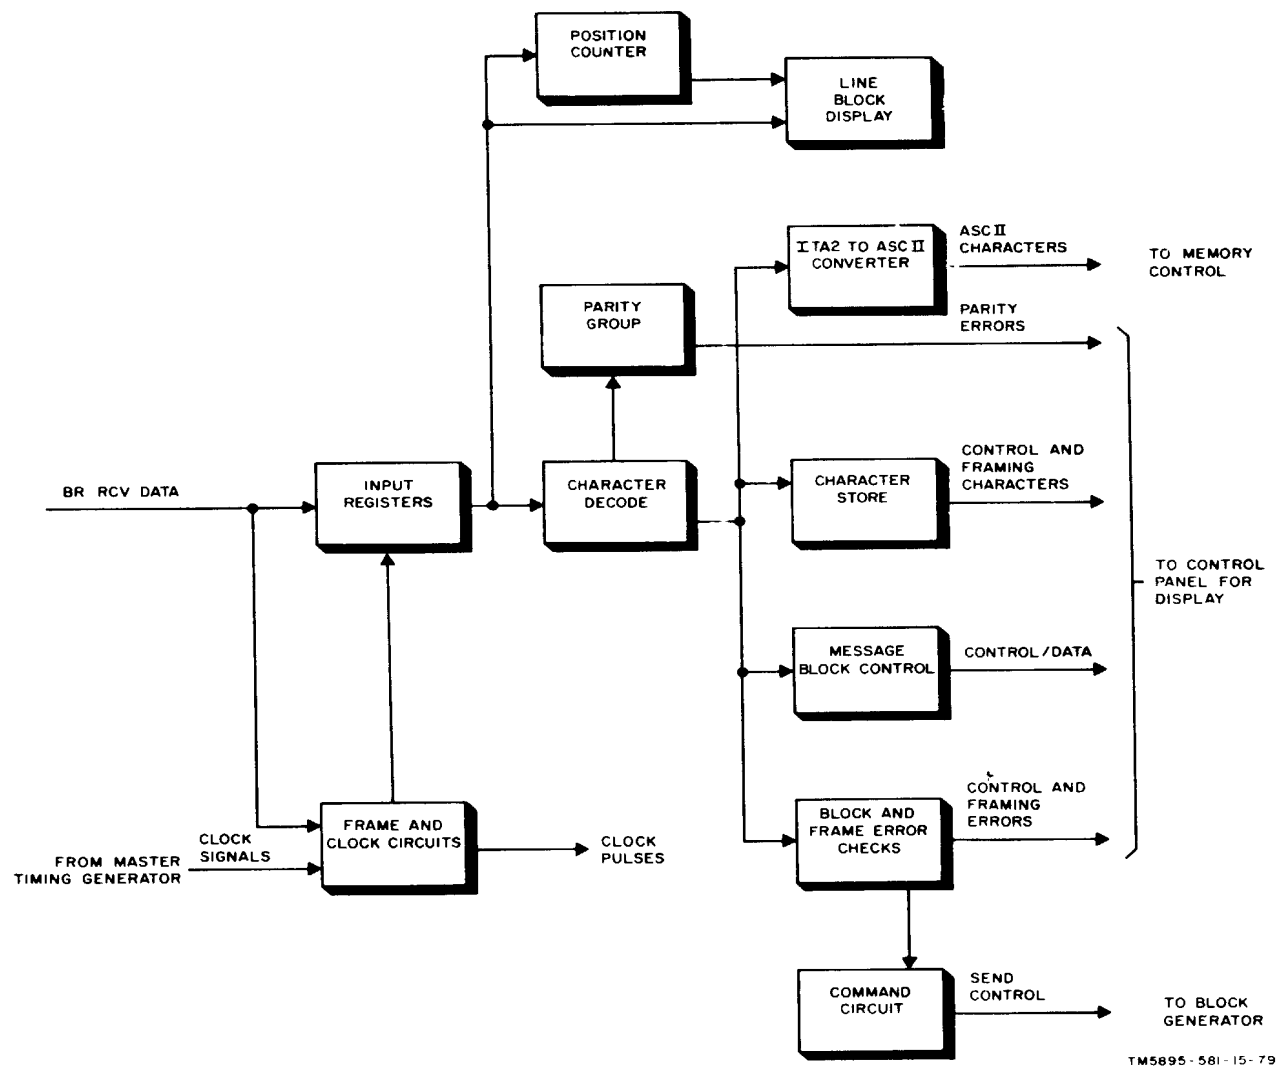 POSITION
COUNTER
LINE
BLOCK
DISPLAY
ITA2 TO ASCII
CONVERTER
ASCII
CHARACTERS
TO MEMORY
CONTROL
PARITY
GROUP
PARITY
ERRORS
BR RCV DATA
INPUT
REGISTERS
CHARACTER
DECODE
CHARACTER
STORE
CONTROL AND
FRAMING
CHARACTERS
TO CONTROL
PANEL FOR
DISPLAY
MESSAGE
BLOCK CONTROL
CONTROL/DATA
FROM MASTER
TIMING GENERATOR
CLOCK
SIGNALS
FRAME AND
CLOCK CIRCUITS
CLOCK
PULSES
BLOCK AND
FRAME ERROR
CHECKS
CONTROL AND
FRAMING
ERRORS
COMMAND
CIRCUIT
SEND
CONTROL
TO BLOCK
GENERATOR
TM5895-581-15-79